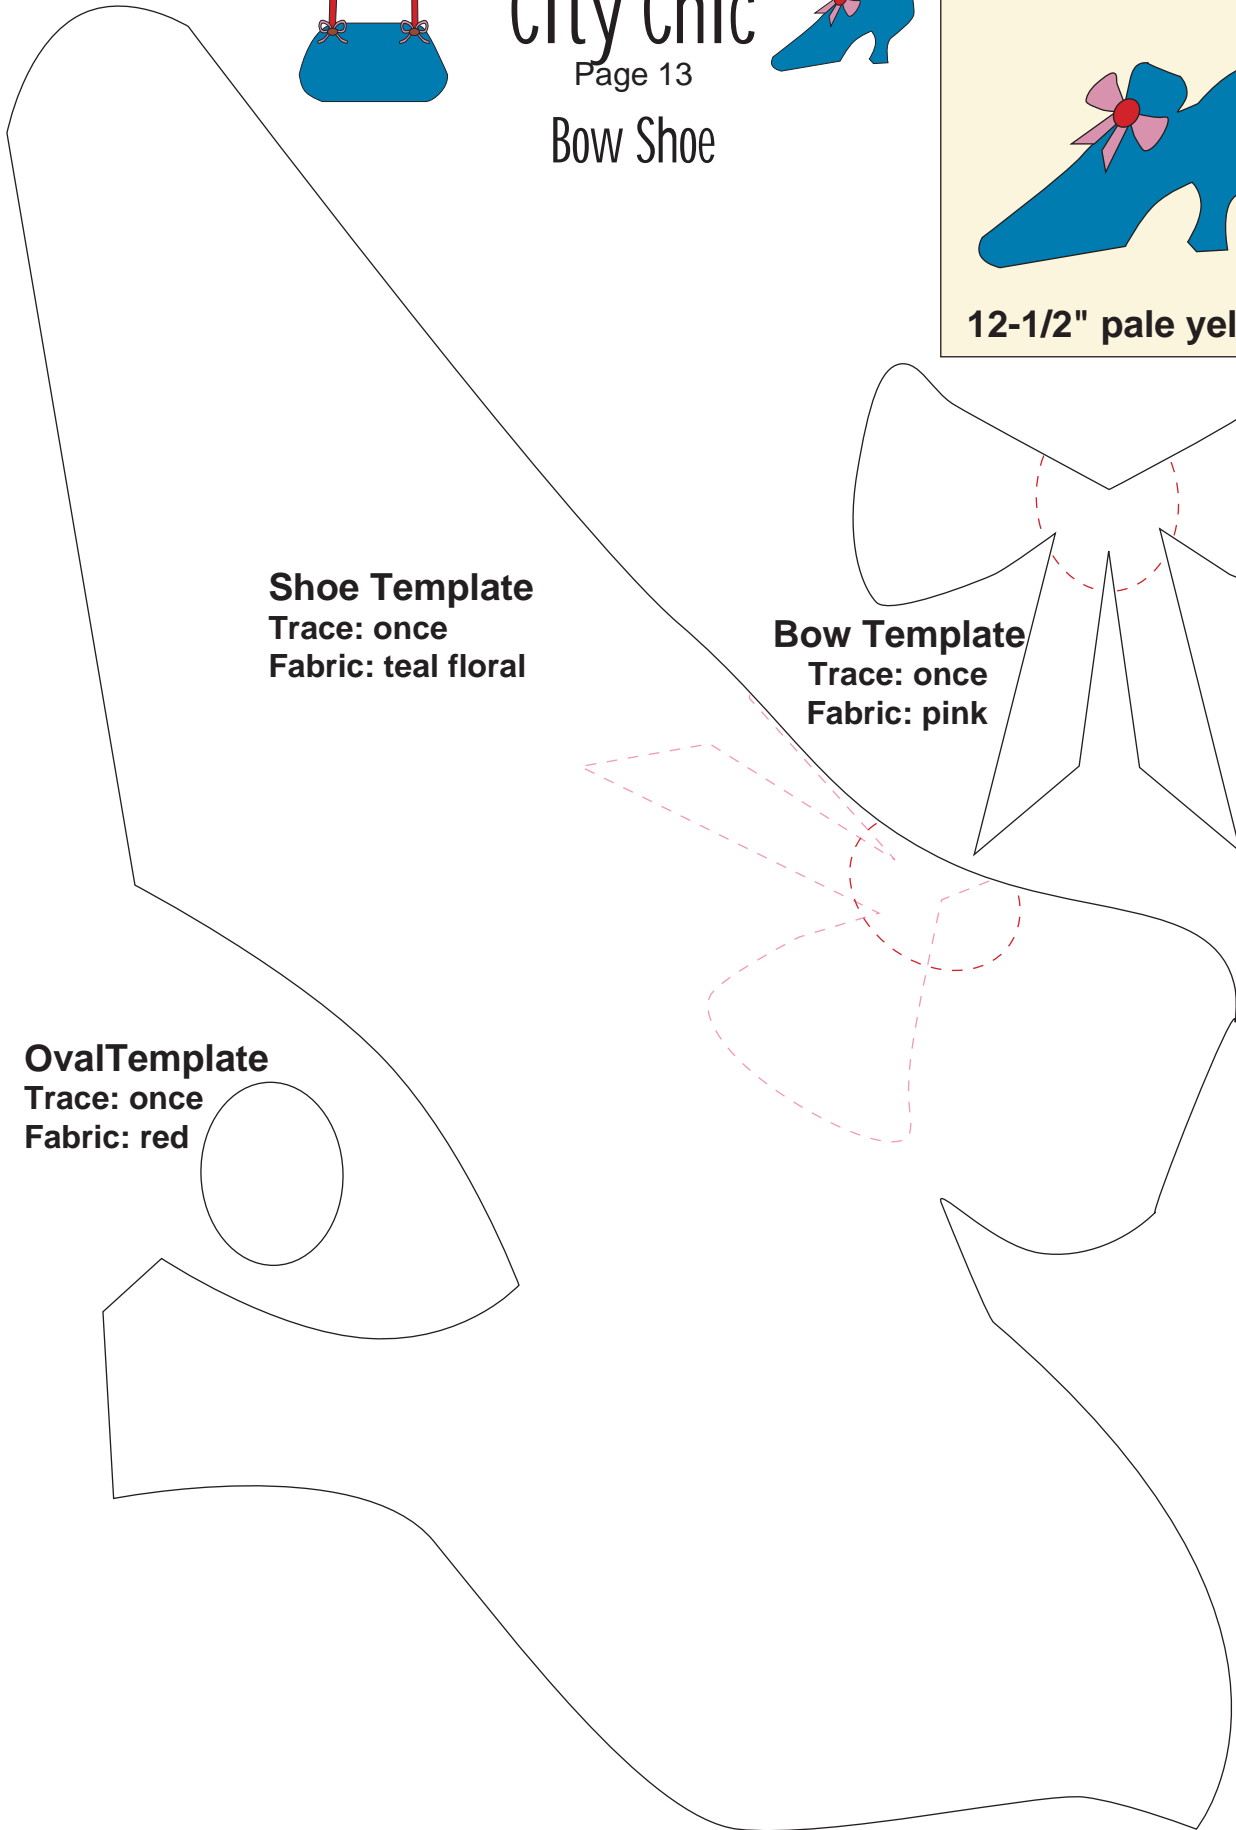 City Chic
Page 13
Bow Shoe
12-1/2" pale yel
Shoe Template
Trace: once
Fabric: teal floral
Bow Template
Trace: once
Fabric: pink
OvalTemplate
Trace: once
Fabric: red